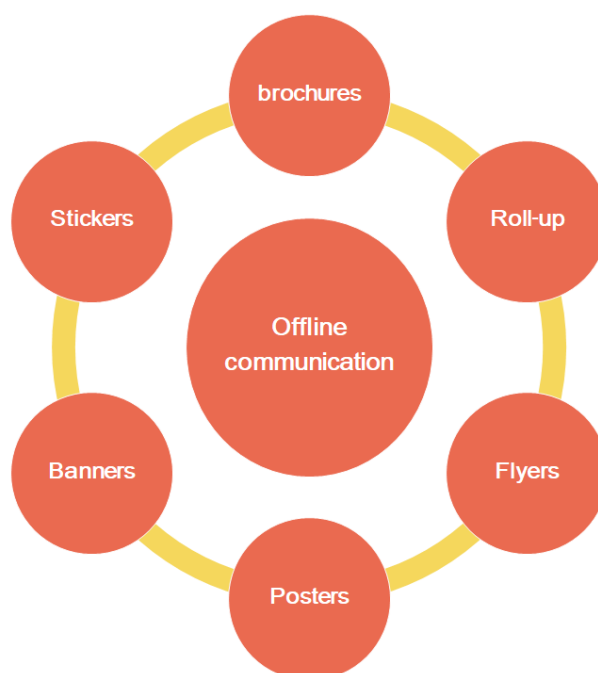 brochures
Stickers
Roll-up
Offline
communication
Banners
Flyers
Posters